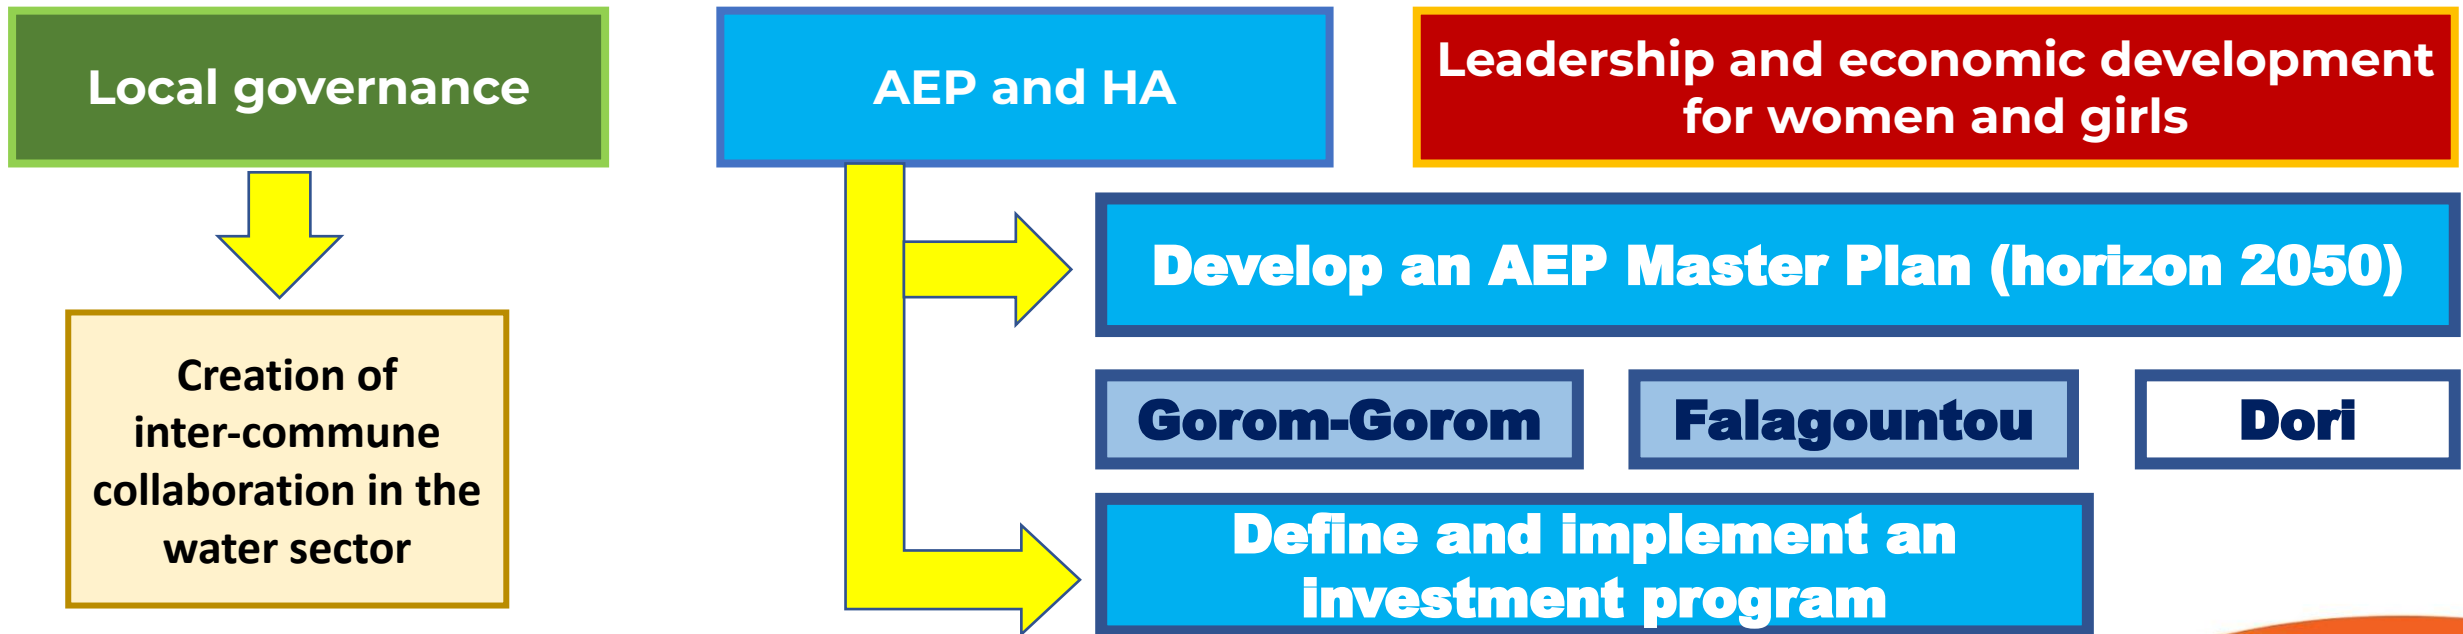 Local governance
AEP and HA
Leadership and economic development
for women and girls
Develop an AEP Master Plan (horizon 2050)
Creation of
inter-commune
collaboration in the
water sector
Gorom-Gorom
Falagountou
Dori
Define and implement an
investment program